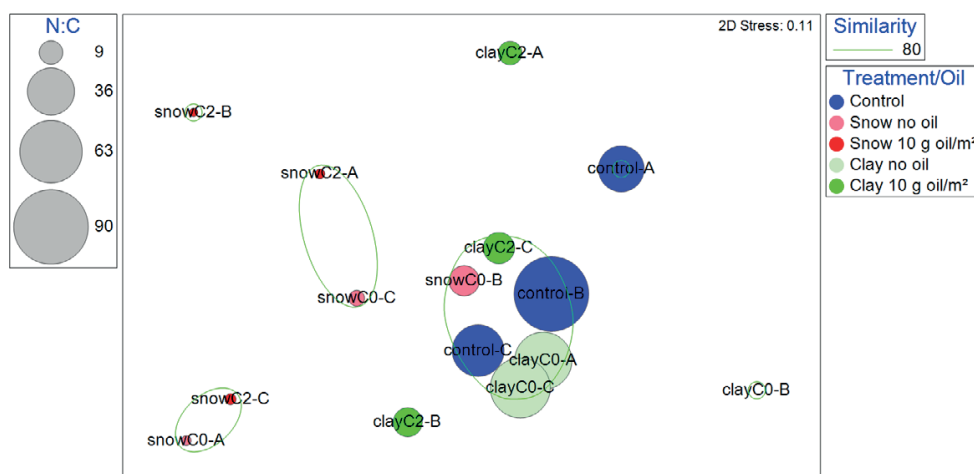 N:C
9
36
63
90
2D Stress: 0.11
clayC2-A
snowC2-B
snowC2-A
control-A
clayC2-C
snowC0-B
control-B
snowC0-C
control-C
clayC0-A
clayC0-C
clayC0-B
snowC2-C
clayC2-B
snowC0-A
Similarity
80
Treatment/Oil
Control
Snow no oil
Snow 10 g oil/m²
Clay no oil
Clay 10 g oil/m²